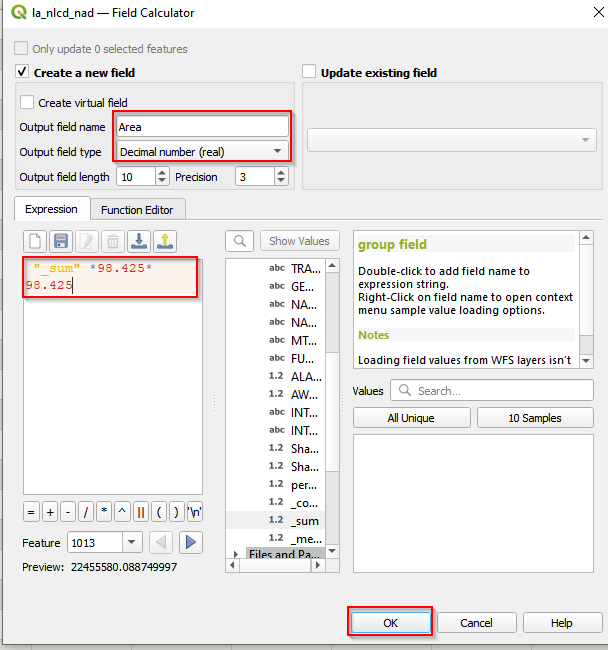 la_nlcd_nad — Field Calculator
Only update 0 selected features
Create a new field
Update existing field
Create virtual field
Output field name Area
Output field type Decimal number (real)
Output field length 10 Precision 3
Expression Function Editor
Show Values
"_sum" *98.425*
98.425
abc TRA...
abc GE...
abc NA...
abc NA...
abc MT...
abc FU...
1.2 ALA...
1.2 AW...
abc INT...
abc INT...
1.2 Sha...
1.2 Sha...
1.2 per...
1.2 _co...
1.2 _sum
1.2 _me...
Files and Pa...
group field
Double-click to add field name to
expression string.
Right-Click on field name to open context
menu sample value loading options.
Notes
Loading field values from WFS layers isn't
Values Search...
All Unique 10 Samples
= + - / * ^ || ( ) '\n'
Feature 1013
Preview: 22455580.088749997
OK Cancel Help